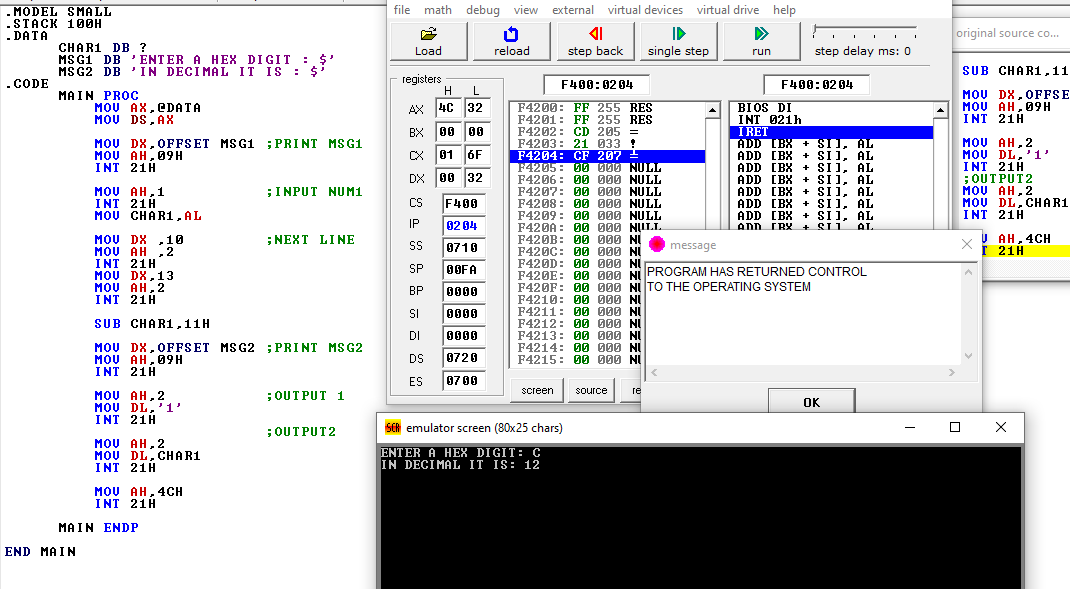 .MODEL SMALL
.STACK 100H
.DATA
CHAR1 DB ?
MSG1 DB 'ENTER A HEX DIGIT : $'
MSG2 DB 'IN DECIMAL IT IS : $'
.CODE
MAIN PROC
MOV AX,@DATA
MOV DS,AX
MOV DX,OFFSET MSG1 ;PRINT MSG1
MOV AH,09H
INT 21H
MOV AH,1 ;INPUT NUM1
INT 21H
MOV CHAR1,AL
MOV DX ,10 ;NEXT LINE
MOV AH ,2
INT 21H
MOV DX,13
MOV AH,2
INT 21H
SUB CHAR1,11H
MOV DX,OFFSET MSG2 ;PRINT MSG2
MOV AH,09H
INT 21H
MOV AH,2 ;OUTPUT 1
MOV DL,'1'
INT 21H
;OUTPUT2
MOV AH,2
MOV DL,CHAR1
INT 21H
MOV AH,4CH
INT 21H
MAIN ENDP
END MAIN
file math debug view external virtual devices virtual drive help
Load reload step back single step run step delay ms: 0
registers F400:0204 F400:0204
H L
AX 4C 32
BX 00 00
CX 01 6F
DX 00 32
CS F400
IP 0204
SS 0710
SP 00FA
BP 0000
SI 0000
DI 0000
DS 0720
ES 0700
F4200: FF 255 RES
F4201: FF 255 RES
F4202: CD 205 =
F4203: 21 033 !
F4204: CF 207 ╧
F4205: 00 000 NULL
F4206: 00 000 NULL
F4207: 00 000 NULL
F4208: 00 000 NULL
F4209: 00 000 NULL
F420A: 00 000 NULL
F420B: 00 000 NU
F420C: 00 000 NU
F420D: 00 000 NU
F420E: 00 000 NU
F420F: 00 000 NU
F4210: 00 000 NU
F4211: 00 000 NU
F4212: 00 000 NU
F4213: 00 000 NU
F4214: 00 000 NU
F4215: 00 000 NU
BIOS DI
INT 021h
IRET
ADD [BX + SI], AL
ADD [BX + SI], AL
ADD [BX + SI], AL
ADD [BX + SI], AL
ADD [BX + SI], AL
ADD [BX + SI], AL
ADD [BX + SI], AL
ADD [BX + SI], AL
screen source re
original source co...
SUB CHAR1,11
MOV DX,OFFSE
MOV AH,09H
INT 21H
MOV AH,2
MOV DL,'1'
INT 21H
;OUTPUT2
MOV AH,2
MOV DL,CHAR1
INT 21H
AH,4CH
T 21H
message
PROGRAM HAS RETURNED CONTROL
TO THE OPERATING SYSTEM
OK
SCR emulator screen (80x25 chars)
ENTER A HEX DIGIT: C
IN DECIMAL IT IS: 12